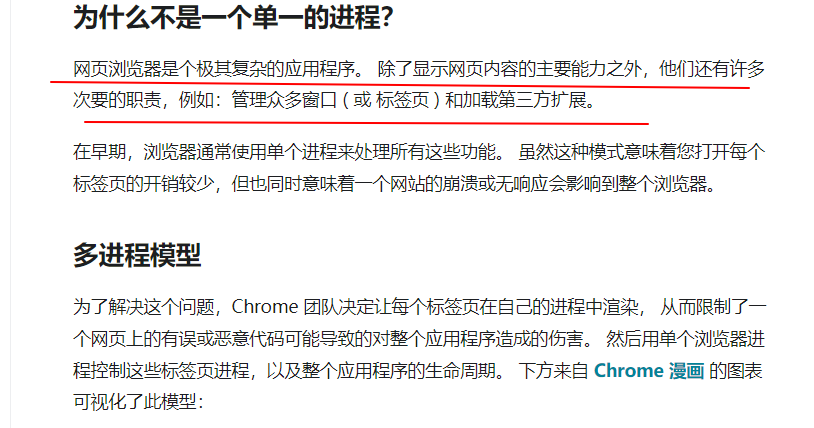 为什么不是一个单一的进程？
网页浏览器是个极其复杂的应用程序。 除了显示网页内容的主要能力之外，他们还有许多
次要的职责，例如：管理众多窗口 ( 或 标签页 ) 和加载第三方扩展。
在早期，浏览器通常使用单个进程来处理所有这些功能。 虽然这种模式意味着您打开每个
标签页的开销较少，但也同时意味着一个网站的崩溃或无响应会影响到整个浏览器。
多进程模型
为了解决这个问题，Chrome 团队决定让每个标签页在自己的进程中渲染， 从而限制了一
个网页上的有误或恶意代码可能导致的对整个应用程序造成的伤害。 然后用单个浏览器进
程控制这些标签页进程，以及整个应用程序的生命周期。 下方来自 Chrome 漫画 的图表
可视化了此模型：